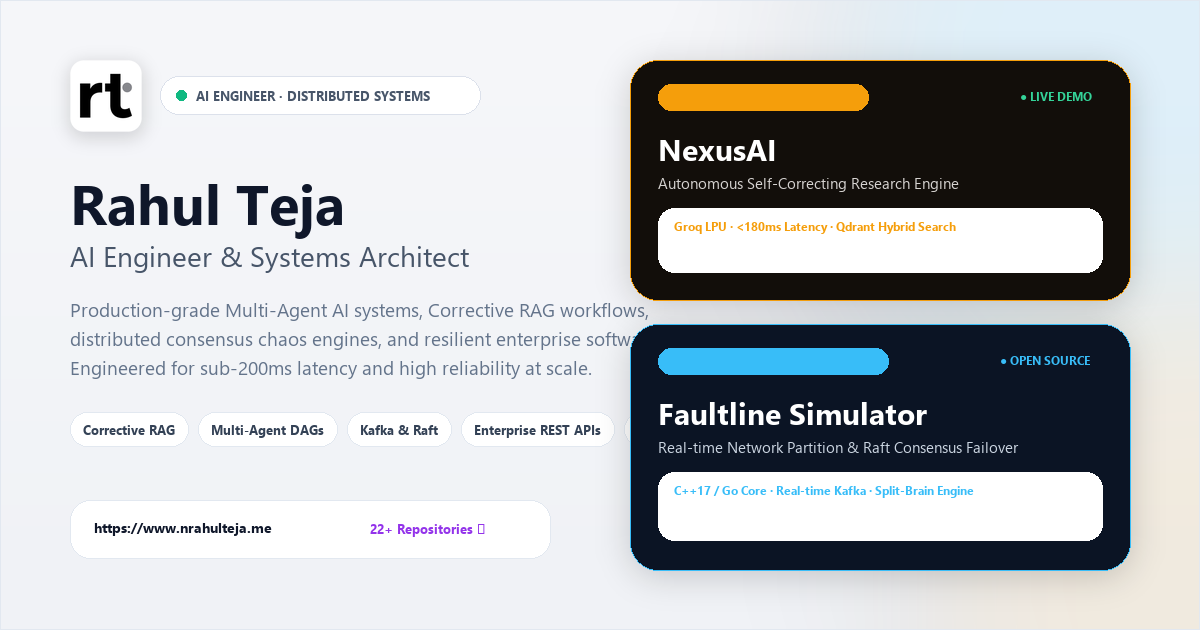 rt
AI ENGINEER · DISTRIBUTED SYSTEMS
Rahul Teja
AI Engineer & Systems Architect
Production-grade Multi-Agent AI systems, Corrective RAG workflows,
distributed consensus chaos engines, and resilient enterprise softw
Engineered for sub-200ms latency and high reliability at scale.
Corrective RAG
Multi-Agent DAGs
Kafka & Raft
Enterprise REST APIs
https://www.nrahulteja.me
22+ Repositories
● LIVE DEMO
NexusAI
Autonomous Self-Correcting Research Engine
Groq LPU · <180ms Latency · Qdrant Hybrid Search
● OPEN SOURCE
Faultline Simulator
Real-time Network Partition & Raft Consensus Failover
C++17 / Go Core · Real-time Kafka · Split-Brain Engine